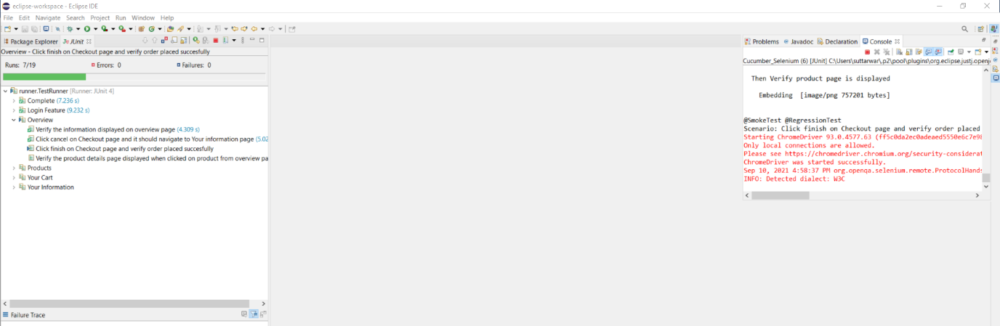 eclipse-workspace - Eclipse IDE
File Edit Navigate Search Project Run Window Help
Package Explorer JUnit
Overview - Click finish on Checkout page and verify order placed succesfully
Runs: 7/19 Errors: 0 Failures: 0
runner.TestRunner [Runner: JUnit 4]
Complete (7.236 s)
Login Feature (9.232 s)
Overview
Verify the information displayed on overview page (4.309 s)
Click cancel on Checkout page and it should navigate to Your information page (5.02
Click finish on Checkout page and verify order placed succesfully
Verify the product details page displayed when clicked on product from overview pa
Products
Your Cart
Your Information
Failure Trace
Problems Javadoc Declaration Console
Cucumber_Selenium (6) [JUnit] C:\Users\suttarwar\.p2\pool\plugins\org.eclipse.justj.openj
Then Verify product page is displayed
Embedding [image/png 757201 bytes]
@SmokeTest @RegressionTest
Scenario: Click finish on Checkout page and verify order placed
Starting ChromeDriver 93.0.4577.63 (ff5c0da2ec0adeaed5550e6c7e98
Only local connections are allowed.
Please see https://chromedriver.chromium.org/security-considerat
ChromeDriver was started successfully.
Sep 10, 2021 4:58:37 PM org.openqa.selenium.remote.ProtocolHands
INFO: Detected dialect: W3C